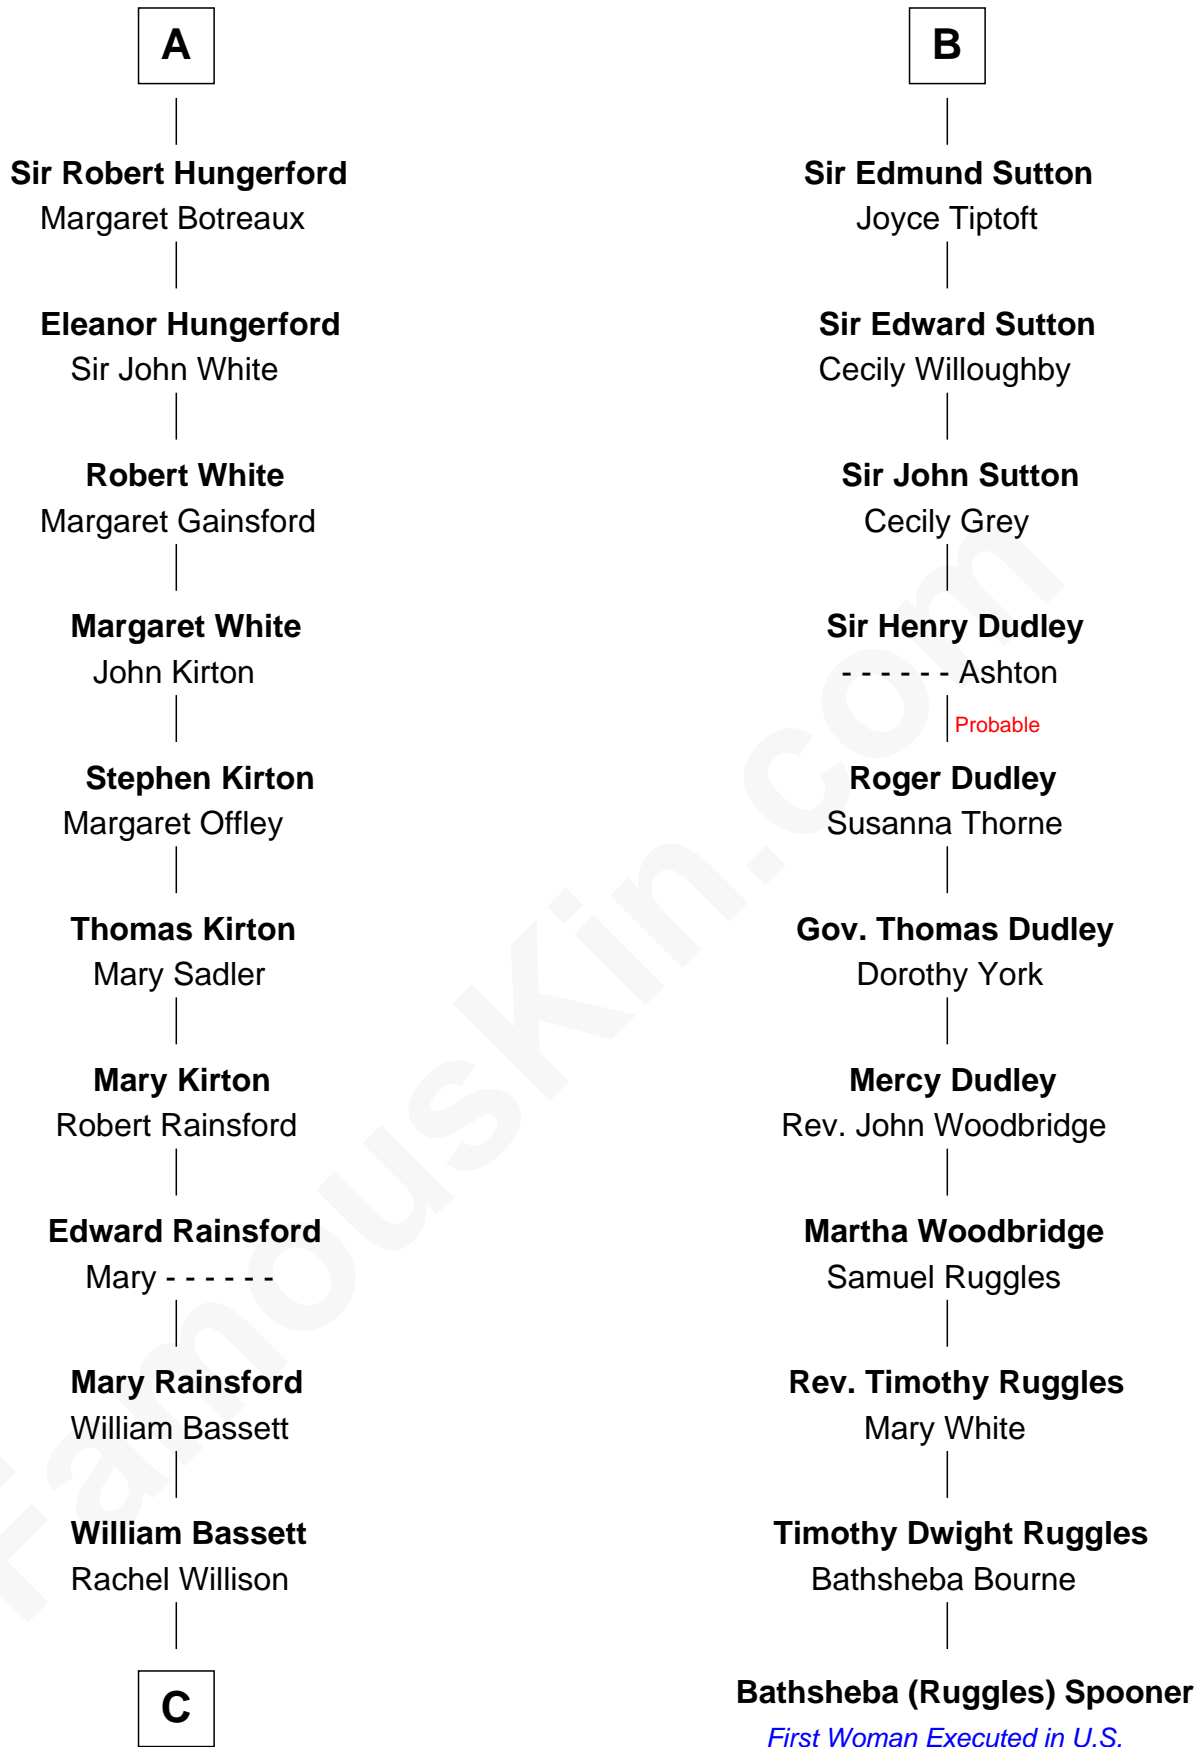 A
Sir Robert Hungerford
Margaret Botreaux
Eleanor Hungerford
Sir John White
Robert White
Margaret Gainsford
Margaret White
John Kirton
Stephen Kirton
Margaret Offley
Thomas Kirton
Mary Sadler
Mary Kirton
Robert Rainsford
Edward Rainsford
Mary - - - - - -
Mary Rainsford
William Bassett
William Bassett
Rachel Willison
C
B
Sir Edmund Sutton
Joyce Tiptoft
Sir Edward Sutton
Cecily Willoughby
Sir John Sutton
Cecily Grey
Sir Henry Dudley
- - - - - - Ashton
Probable
Roger Dudley
Susanna Thorne
Gov. Thomas Dudley
Dorothy York
Mercy Dudley
Rev. John Woodbridge
Martha Woodbridge
Samuel Ruggles
Rev. Timothy Ruggles
Mary White
Timothy Dwight Ruggles
Bathsheba Bourne
Bathsheba (Ruggles) Spooner
First Woman Executed in U.S.
FamousKin.com